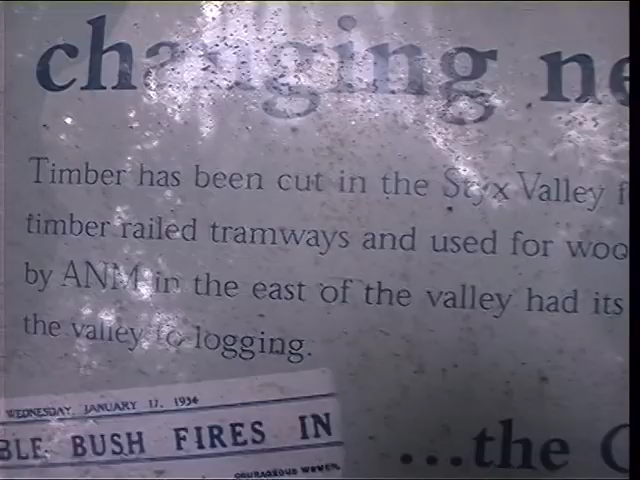 changing ne
Timber has been cut in the Styx Valley f
timber railed tramways and used for woo
by ANM in the east of the valley had its
the valley to logging.
WEDNESDAY, JANUARY 17, 1934
BLE BUSH FIRES IN
COURAGEOUS WOMEN.
...the